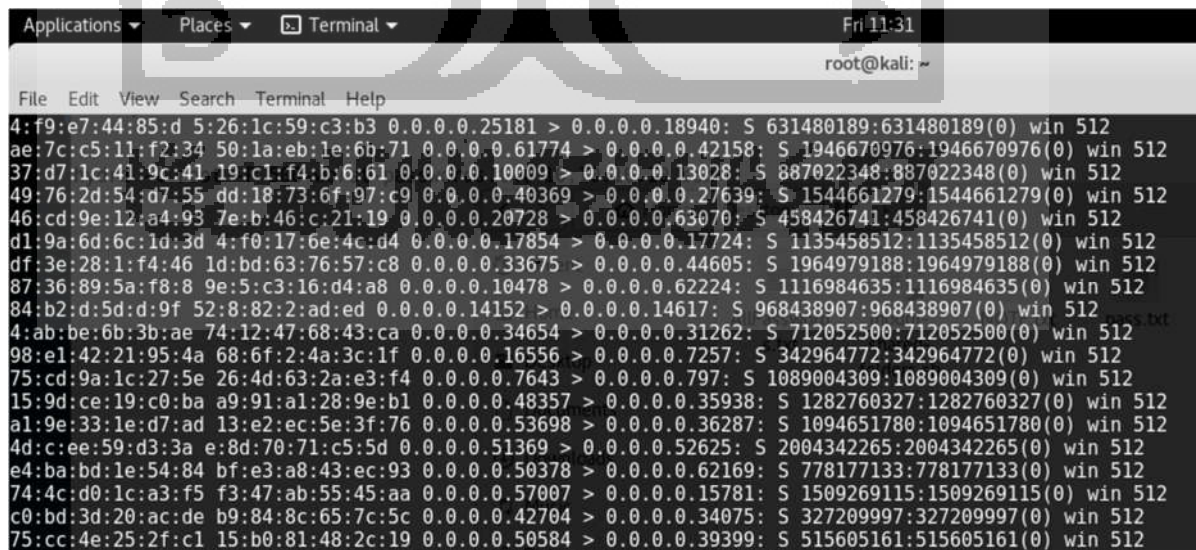 Applications Places Terminal Fri 11:31
root@kali: ~
File Edit View Search Terminal Help
4:f9:e7:44:85:d 5:26:1c:59:c3:b3 0.0.0.0.25181 > 0.0.0.0.18940: S 631480189:631480189(0) win 512
ae:7c:c5:11:f2:34 50:1a:eb:1e:6b:71 0.0.0.0.61774 > 0.0.0.0.42158: S 1946670976:1946670976(0) win 512
37:d7:1c:41:9c:41 19:c1:f4:b:6:61 0.0.0.0.10009 > 0.0.0.0.13028: S 887022348:887022348(0) win 512
49:76:2d:54:d7:55 dd:18:73:6f:97:c9 0.0.0.0.40369 > 0.0.0.0.27639: S 1544661279:1544661279(0) win 512
46:cd:9e:12:a4:93 7e:b:46:c:21:19 0.0.0.0.20728 > 0.0.0.0.63070: S 458426741:458426741(0) win 512
d1:9a:6d:6c:1d:3d 4:f0:17:6e:4c:d4 0.0.0.0.17854 > 0.0.0.0.17724: S 1135458512:1135458512(0) win 512
df:3e:28:1:f4:46 1d:bd:63:76:57:c8 0.0.0.0.33675 > 0.0.0.0.44605: S 1964979188:1964979188(0) win 512
87:36:89:5a:f8:8 9e:5:c3:16:d4:a8 0.0.0.0.10478 > 0.0.0.0.62224: S 1116984635:1116984635(0) win 512
84:b2:d:5d:d:9f 52:8:82:2:ad:ed 0.0.0.0.14152 > 0.0.0.0.14617: S 968438907:968438907(0) win 512
4:ab:be:6b:3b:ae 74:12:47:68:43:ca 0.0.0.0.34654 > 0.0.0.0.31262: S 712052500:712052500(0) win 512
pass.txt
98:e1:42:21:95:4a 68:6f:2:4a:3c:1f 0.0.0.0.16556 > 0.0.0.0.7257: S 342964772:342964772(0) win 512
75:cd:9a:1c:27:5e 26:4d:63:2a:e3:f4 0.0.0.0.7643 > 0.0.0.0.797: S 1089004309:1089004309(0) win 512
15:9d:ce:19:c0:ba a9:91:a1:28:9e:b1 0.0.0.0.48357 > 0.0.0.0.35938: S 1282760327:1282760327(0) win 512
a1:9e:33:1e:d7:ad 13:e2:ec:5e:3f:76 0.0.0.0.53698 > 0.0.0.0.36287: S 1094651780:1094651780(0) win 512
4d:c:ee:59:d3:3a e:8d:70:71:c5:5d 0.0.0.0.51369 > 0.0.0.0.52625: S 2004342265:2004342265(0) win 512
e4:ba:bd:1e:54:84 bf:e3:a8:43:ec:93 0.0.0.0.50378 > 0.0.0.0.62169: S 778177133:778177133(0) win 512
74:4c:d0:1c:a3:f5 f3:47:ab:55:45:aa 0.0.0.0.57007 > 0.0.0.0.15781: S 1509269115:1509269115(0) win 512
c0:bd:3d:20:ac:de b9:84:8c:65:7c:5c 0.0.0.0.42704 > 0.0.0.0.34075: S 327209997:327209997(0) win 512
75:cc:4e:25:2f:c1 15:b0:81:48:2c:19 0.0.0.0.50584 > 0.0.0.0.39399: S 515605161:515605161(0) win 512